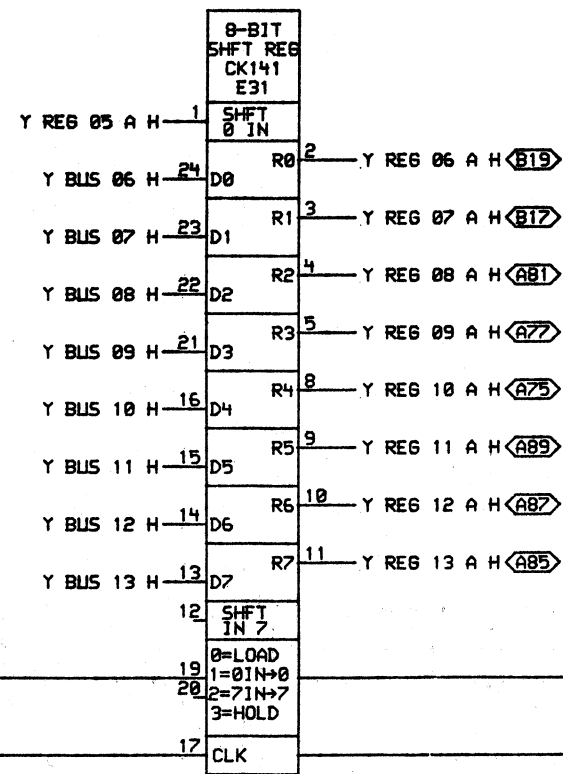 8-BIT
SHFT REG
CK141
E31
Y REG 05 A H 1 SHFT
0 IN
R0 2 Y REG 06 A H B19
Y BUS 06 H 24 D0
R1 3 Y REG 07 A H B17
Y BUS 07 H 23 D1
R2 4 Y REG 08 A H A81
Y BUS 08 H 22 D2
R3 5 Y REG 09 A H A77
Y BUS 09 H 21 D3
R4 8 Y REG 10 A H A75
Y BUS 10 H 16 D4
R5 9 Y REG 11 A H A89
Y BUS 11 H 15 D5
R6 10 Y REG 12 A H A87
Y BUS 12 H 14 D6
R7 11 Y REG 13 A H A85
Y BUS 13 H 13 D7
12 SHFT
IN 7
0=LOAD
19 1=0IN→0
20 2=7IN→7
3=HOLD
17 CLK